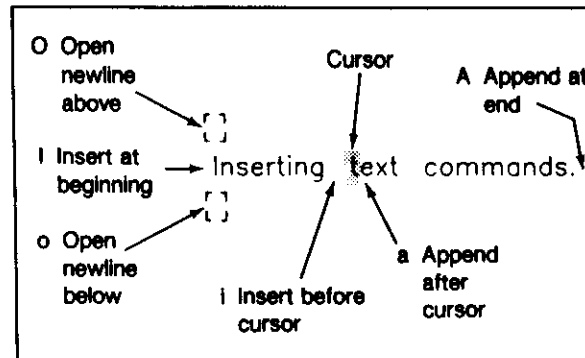 O Open
newline
above
Cursor
A Append at
end
I Insert at
beginning
Inserting text commands.
o Open
newline
below
i Insert before
cursor
a Append
after
cursor